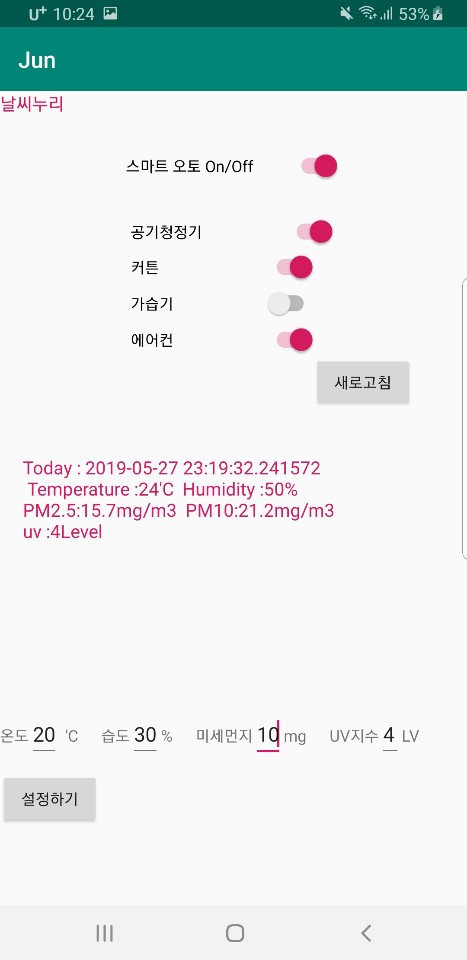 U+ 10:24 53%
Jun
날씨누리
스마트 오토 On/Off
공기청정기
커튼
가습기
에어컨
새로고침
Today : 2019-05-27 23:19:32.241572
Temperature :24'C Humidity :50%
PM2.5:15.7mg/m3 PM10:21.2mg/m3
uv :4Level
온도 20 'C 습도 30 % 미세먼지 10 mg UV지수 4 LV
설정하기